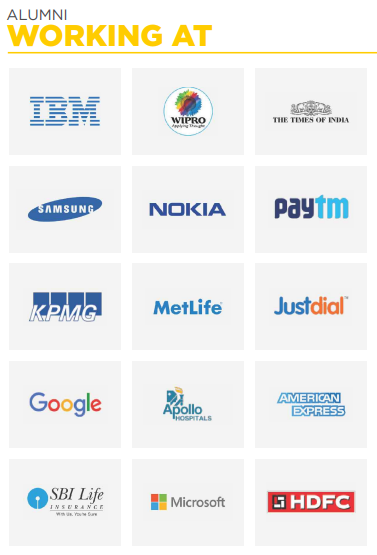 ALUMNI
WORKING AT
IBM
WIPRO
Applying Thought
THE TIMES OF INDIA
SAMSUNG
NOKIA
paytm
KPMG
MetLife
Justdial™
Google
Apollo
HOSPITALS
AMERICAN
EXPRESS
SBI Life
INSURANCE
With Us, You're Sure
Microsoft
HDFC